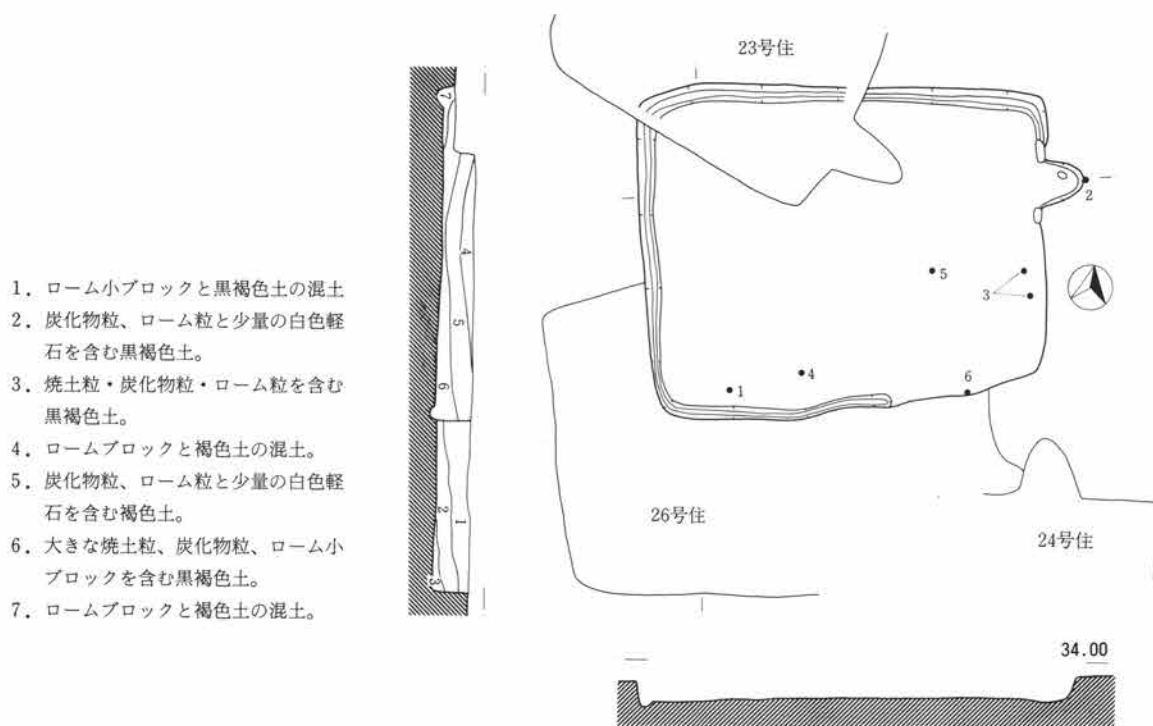 1．ローム小ブロックと黒褐色土の混土
2．炭化物粒、ローム粒と少量の白色軽
石を含む黒褐色土。
3．焼土粒・炭化物粒・ローム粒を含む
黒褐色土。
4．ロームブロックと褐色土の混土。
5．炭化物粒、ローム粒と少量の白色軽
石を含む褐色土。
6．大きな焼土粒、炭化物粒、ローム小
ブロックを含む黒褐色土。
7．ロームブロックと褐色土の混土。
7
4
5
6
2
1
3
23号住
2
5
3
4
1
6
26号住
24号住
34.00